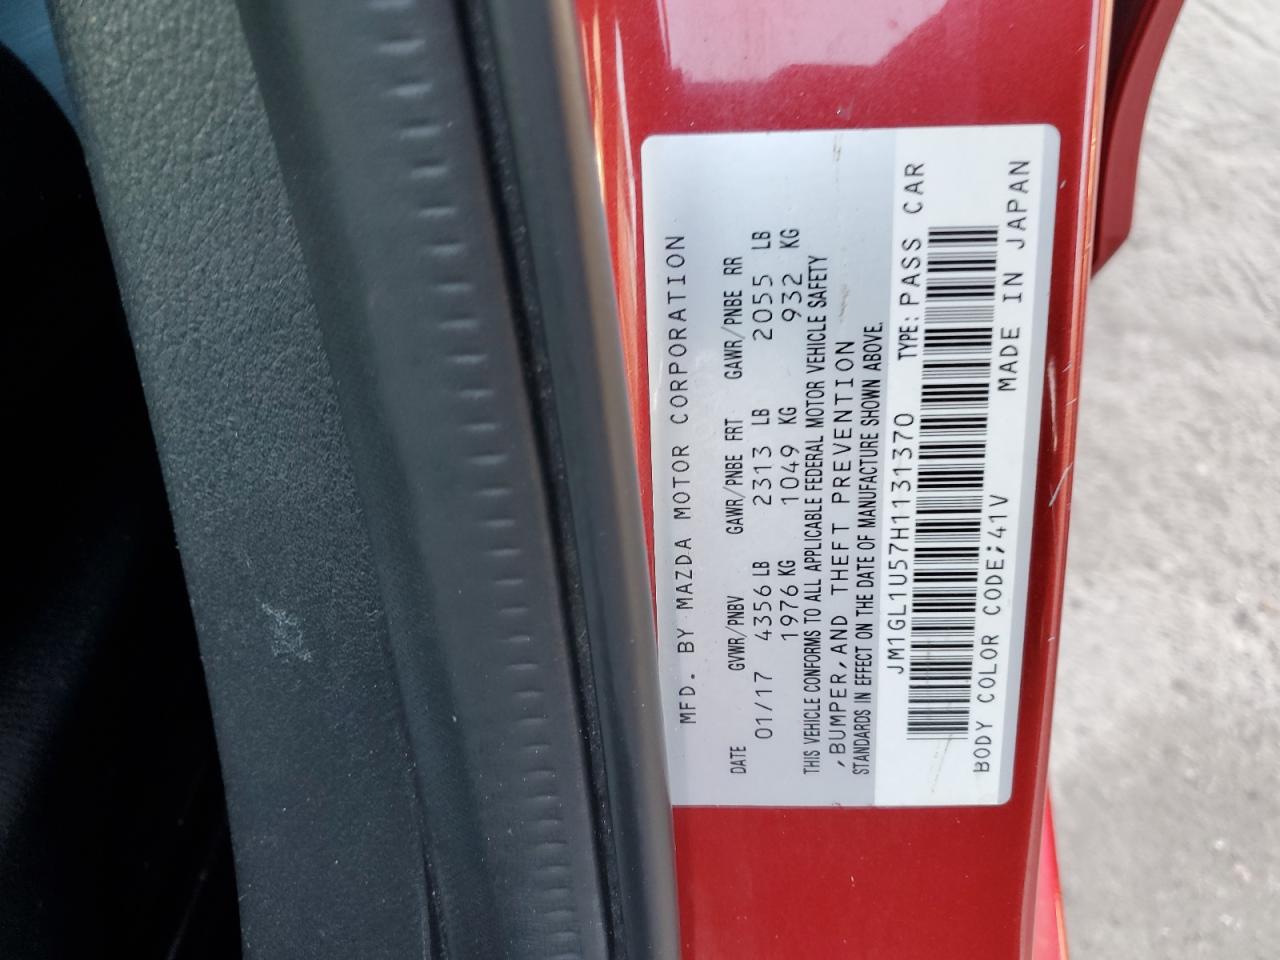 MFD. BY MAZDA MOTOR CORPORATION
DATE GVWR/PNBV GAWR/PNBE FRT GAWR/PNBE RR
01/17 4356 LB 2313 LB 2055 LB
1976 KG 1049 KG 932 KG
THIS VEHICLE CONFORMS TO ALL APPLICABLE FEDERAL MOTOR VEHICLE SAFETY
,BUMPER,AND THEFT PREVENTION
STANDARDS IN EFFECT ON THE DATE OF MANUFACTURE SHOWN ABOVE.
JM1GL1U57H1131370 TYPE: PASS CAR
BODY COLOR CODE;41V MADE IN JAPAN